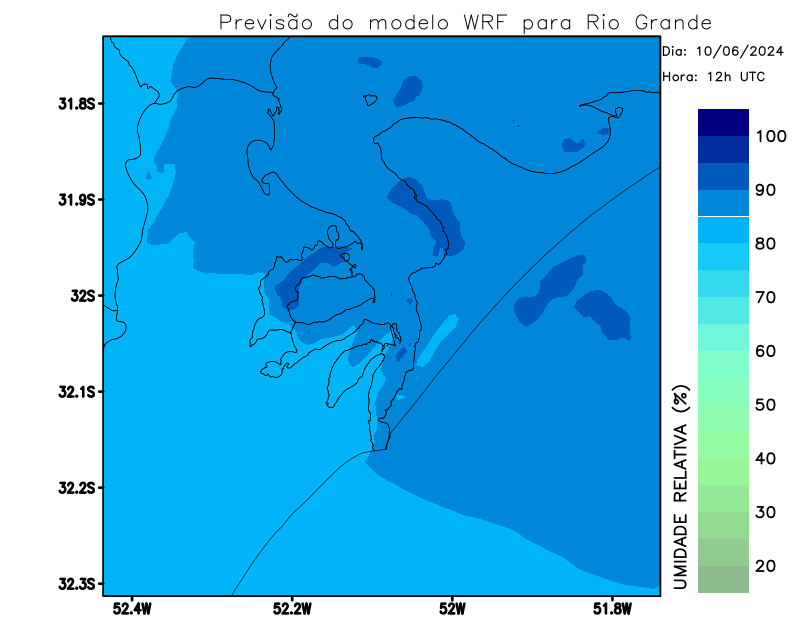 Previsão do modelo WRF para Rio Grande
Dia: 10/06/2024
Hora: 12h UTC
31.8S
31.9S
32S
32.1S
32.2S
32.3S
52.4W
52.2W
52W
51.8W
100
90
80
70
60
50
40
30
20
UMIDADE RELATIVA (%)